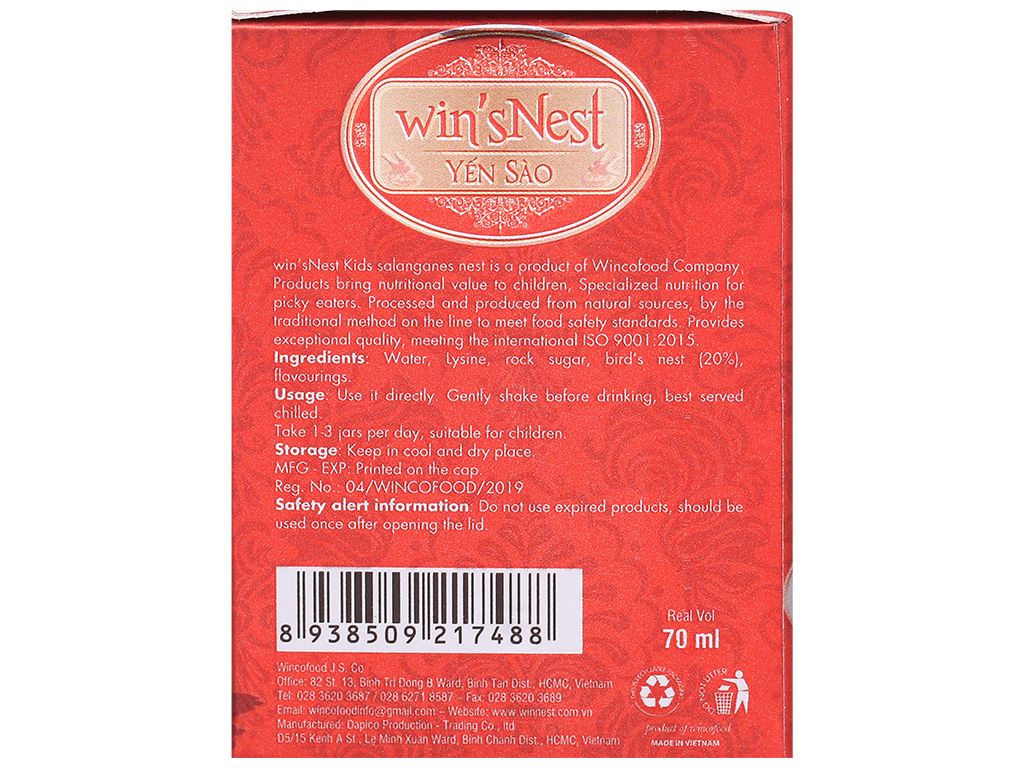 win'sNest
YẾN SÀO
win'sNest Kids salanganes nest is a product of Wincofood Company.
Products bring nutritional value to children, Specialized nutrition for
picky eaters. Processed and produced from natural sources, by the
traditional method on the line to meet food safety standards. Provides
exceptional quality, meeting the international ISO 9001:2015.
Ingredients: Water, Lysine, rock sugar, bird's nest (20%),
flavourings.
Usage: Use it directly. Gently shake before drinking, best served
chilled.
Take 1-3 jars per day, suitable for children.
Storage: Keep in cool and dry place.
MFG - EXP: Printed on the cap.
Reg. No.: 04/WINCOFOOD/2019
Safety alert information: Do not use expired products, should be
used once after opening the lid.
8 938509 217488
Real Vol
70 ml
Wincofood J.S. Co
Office: 82 St. 13, Binh Tri Dong B Ward, Binh Tan Dist., HCMC, Vietnam
Tel: 028 3620 3687 / 028 6271 8587 - Fax: 028 3620 3689
Email: wincofoodinfo@gmail.com - Website: www.winnest.com.vn
Manufactured: Dapico Production - Trading Co., ltd
D5/15 Kenh A St., Le Minh Xuan Ward, Binh Chanh Dist., HCMC, Vietnam
DO NOT LITTER
product of wincofood
MADE IN VIETNAM